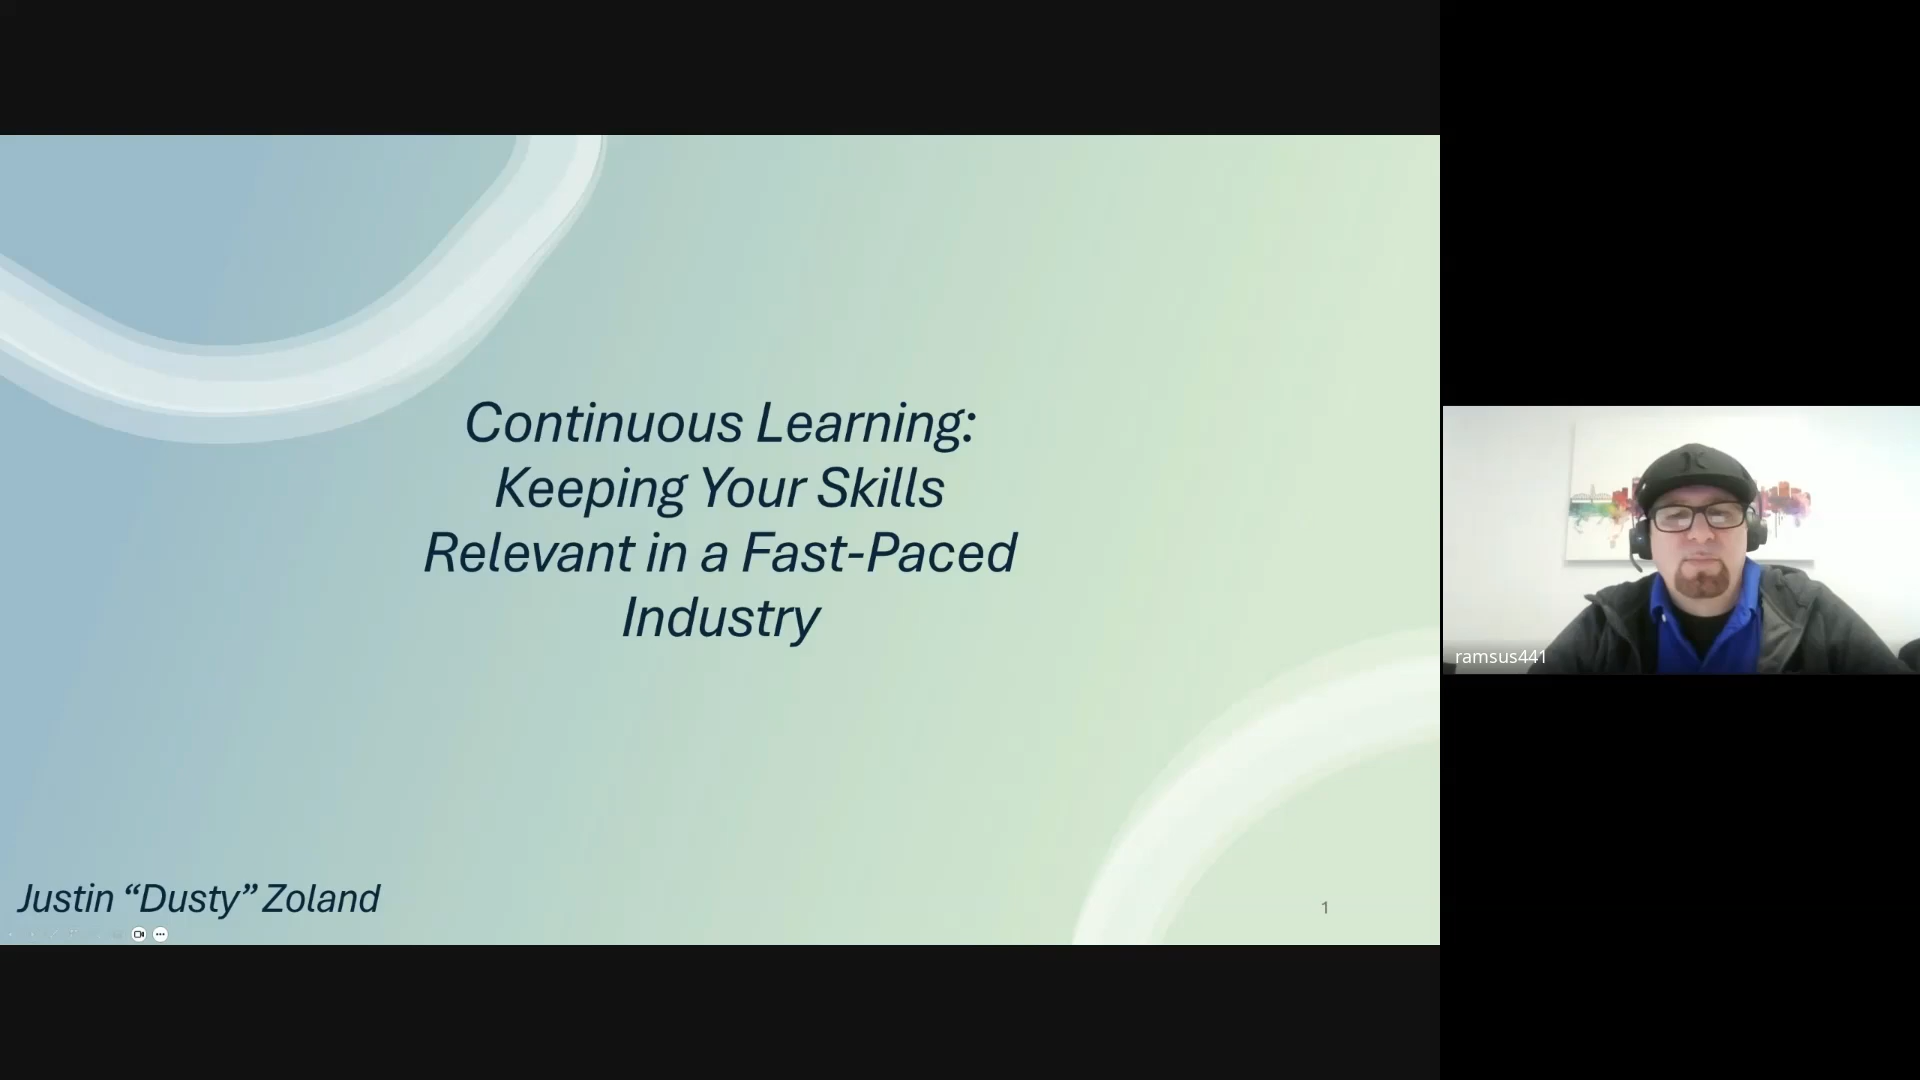 Continuous Learning:
Keeping Your Skills
Relevant in a Fast-Paced
Industry
Justin “Dusty” Zoland
1
ramsus441